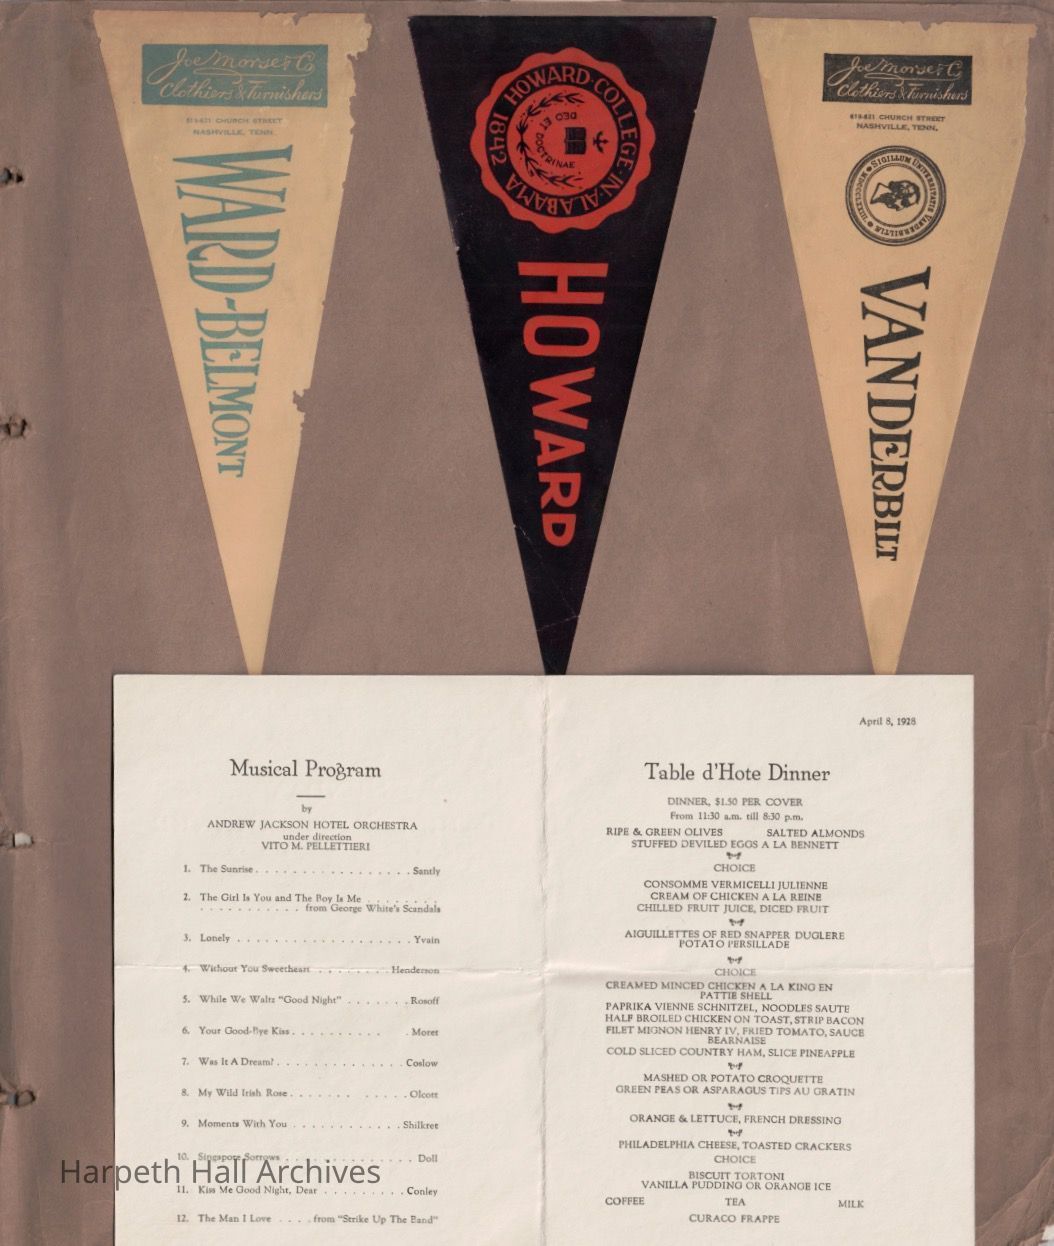 Joe Morse & Co
Clothiers & Furnishers
619-621 CHURCH STREET
NASHVILLE, TENN.
WARD-BELMONT
HOWARD·COLLEGE·IN·ALABAMA
1842
DEO
ET DOCTRINAE
HOWARD
Joe Morse & Co
Clothiers & Furnishers
619-621 CHURCH STREET
NASHVILLE, TENN.
SIGILLUM UNIVERSITATIS VANDERBILTIÆ
MDCCCLXXIII
VANDERBILT
Musical Program
by
ANDREW JACKSON HOTEL ORCHESTRA
under direction
VITO M. PELLETTIERI
1. The Sunrise . . . . . . . . . . . . . . . . . Santly
2. The Girl Is You and The Boy Is Me . . . . . . . .
. . . . . . . . . . . from George White's Scandals
3. Lonely . . . . . . . . . . . . . . . . . . . Yvain
4. Without You Sweetheart . . . . . . . . Henderson
5. While We Waltz "Good Night" . . . . . . . Rosoff
6. Your Good-Bye Kiss . . . . . . . . . Moret
7. Was It A Dream? . . . . . . . . . . . . . . Coslow
8. My Wild Irish Rose . . . . . . . . . . . . Olcott
9. Moments With You . . . . . . . . . . . . Shilkret
10. Singapore Sorrows . . . . . . . . . . . . . Doll
11. Kiss Me Good Night, Dear . . . . . . . . . Conley
12. The Man I Love . . . . from "Strike Up The Band"
April 8, 1928
Table d'Hote Dinner
DINNER, $1.50 PER COVER
From 11:30 a.m. till 8:30 p.m.
RIPE & GREEN OLIVES SALTED ALMONDS
STUFFED DEVILED EGGS A LA BENNETT
CHOICE
CONSOMME VERMICELLI JULIENNE
CREAM OF CHICKEN A LA REINE
CHILLED FRUIT JUICE, DICED FRUIT
AIGUILLETTES OF RED SNAPPER DUGLERE
POTATO PERSILLADE
CHOICE
CREAMED MINCED CHICKEN A LA KING EN
PATTIE SHELL
PAPRIKA VIENNE SCHNITZEL, NOODLES SAUTE
HALF BROILED CHICKEN ON TOAST, STRIP BACON
FILET MIGNON HENRY IV, FRIED TOMATO, SAUCE
BEARNAISE
COLD SLICED COUNTRY HAM, SLICE PINEAPPLE
MASHED OR POTATO CROQUETTE
GREEN PEAS OR ASPARAGUS TIPS AU GRATIN
ORANGE & LETTUCE, FRENCH DRESSING
PHILADELPHIA CHEESE, TOASTED CRACKERS
CHOICE
BISCUIT TORTONI
VANILLA PUDDING OR ORANGE ICE
COFFEE TEA MILK
CURACO FRAPPE
Harpeth Hall Archives